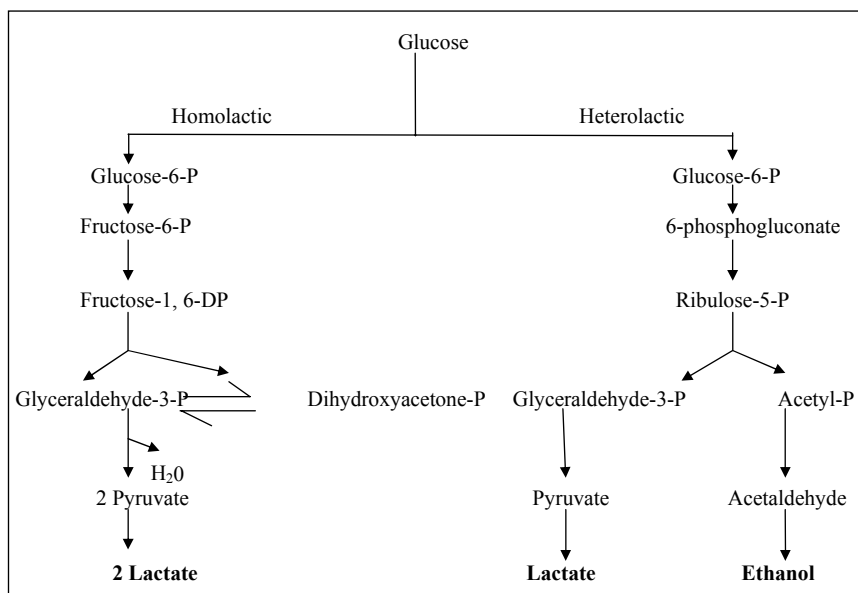 Glucose
Homolactic Heterolactic
Glucose-6-P Glucose-6-P
Fructose-6-P 6-phosphogluconate
Fructose-1, 6-DP Ribulose-5-P
Glyceraldehyde-3-P Dihydroxyacetone-P Glyceraldehyde-3-P Acetyl-P
H₂0
2 Pyruvate Pyruvate Acetaldehyde
2 Lactate Lactate Ethanol